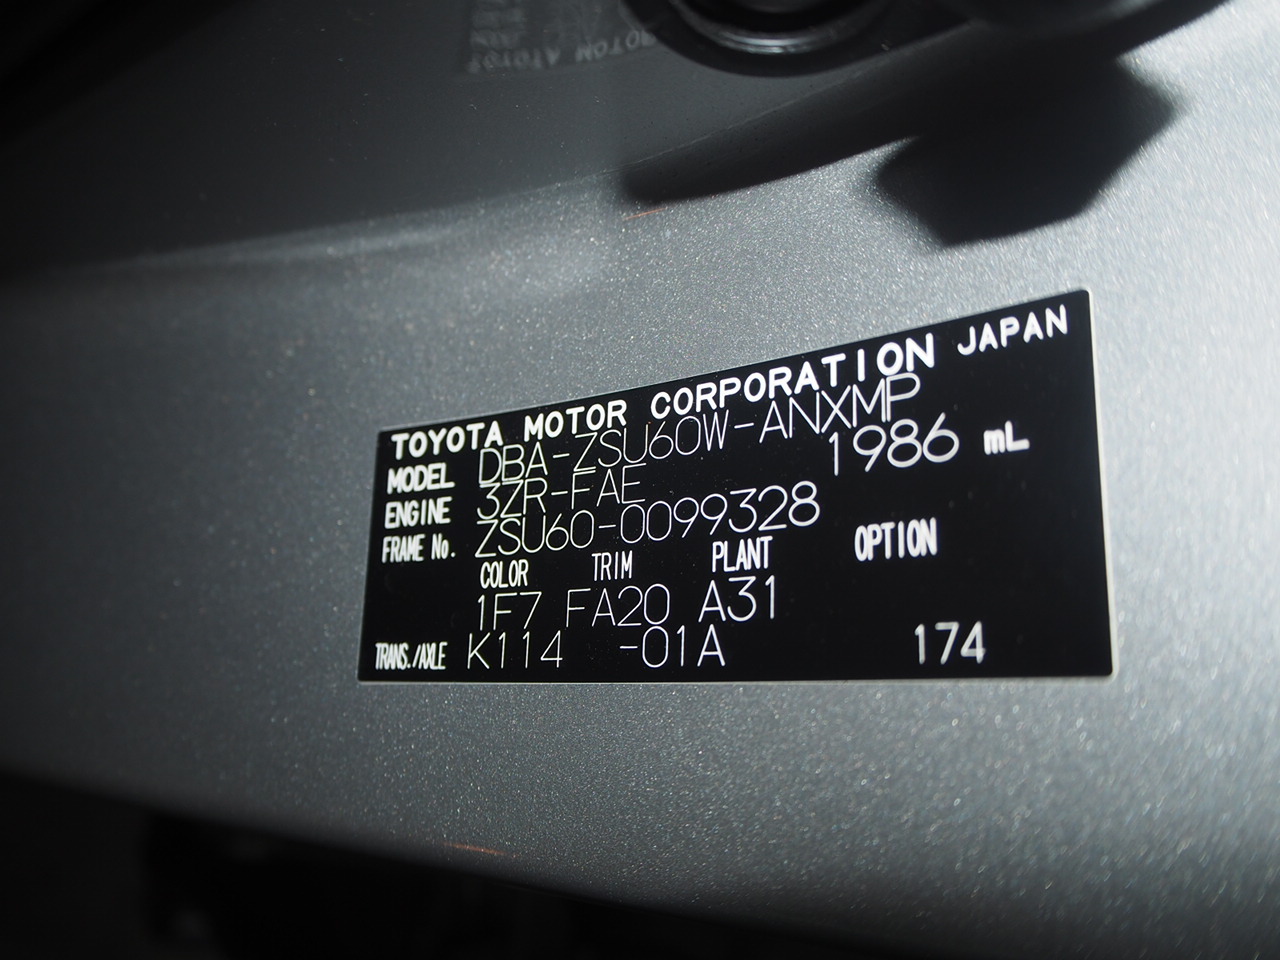 TOYOTA MOTOR CORPORATION JAPAN
MODEL DBA-ZSU60W-ANXMP
ENGINE 3ZR-FAE 1986 mL
FRAME No. ZSU60-0099328
COLOR TRIM PLANT OPTION
1F7 FA20 A31
TRANS./AXLE K114 -01A 174